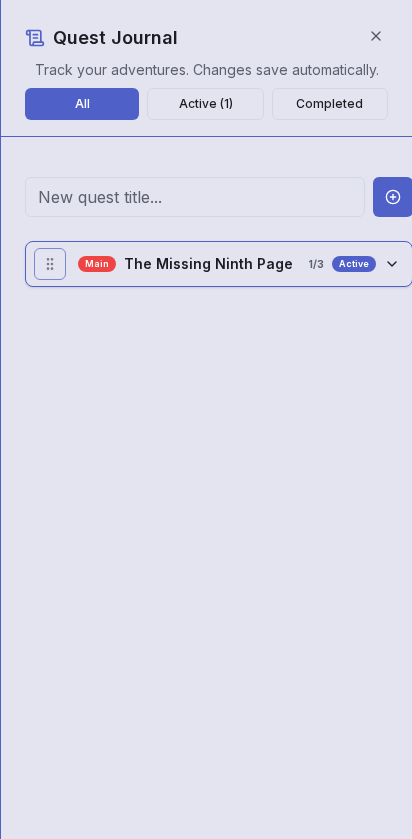 Quest Journal
Track your adventures. Changes save automatically.
All Active (1) Completed
New quest title...
Main The Missing Ninth Page 1/3 Active